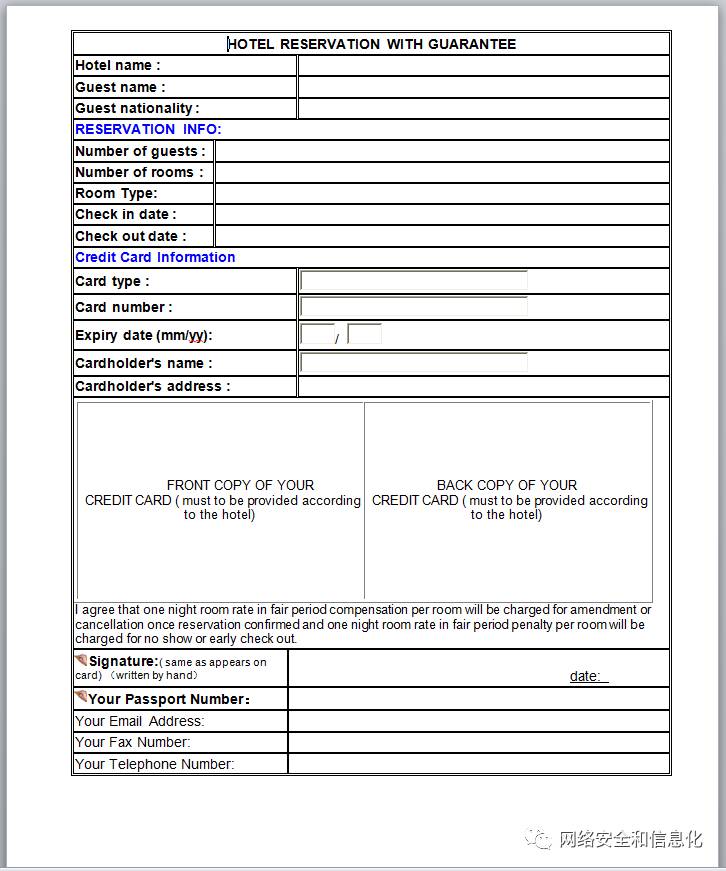 HOTEL RESERVATION WITH GUARANTEE
Hotel name :
Guest name :
Guest nationality :
RESERVATION INFO:
Number of guests :
Number of rooms :
Room Type:
Check in date :
Check out date :
Credit Card Information
Card type :
Card number :
Expiry date (mm/yy):
/
Cardholder's name :
Cardholder's address :
FRONT COPY OF YOUR
CREDIT CARD ( must to be provided according
to the hotel)
BACK COPY OF YOUR
CREDIT CARD ( must to be provided according
to the hotel)
I agree that one night room rate in fair period compensation per room will be charged for amendment or
cancellation once reservation confirmed and one night room rate in fair period penalty per room will be
charged for no show or early check out.
Signature:( same as appears on
card) （written by hand）
date:
Your Passport Number：
Your Email Address:
Your Fax Number:
Your Telephone Number:
网络安全和信息化